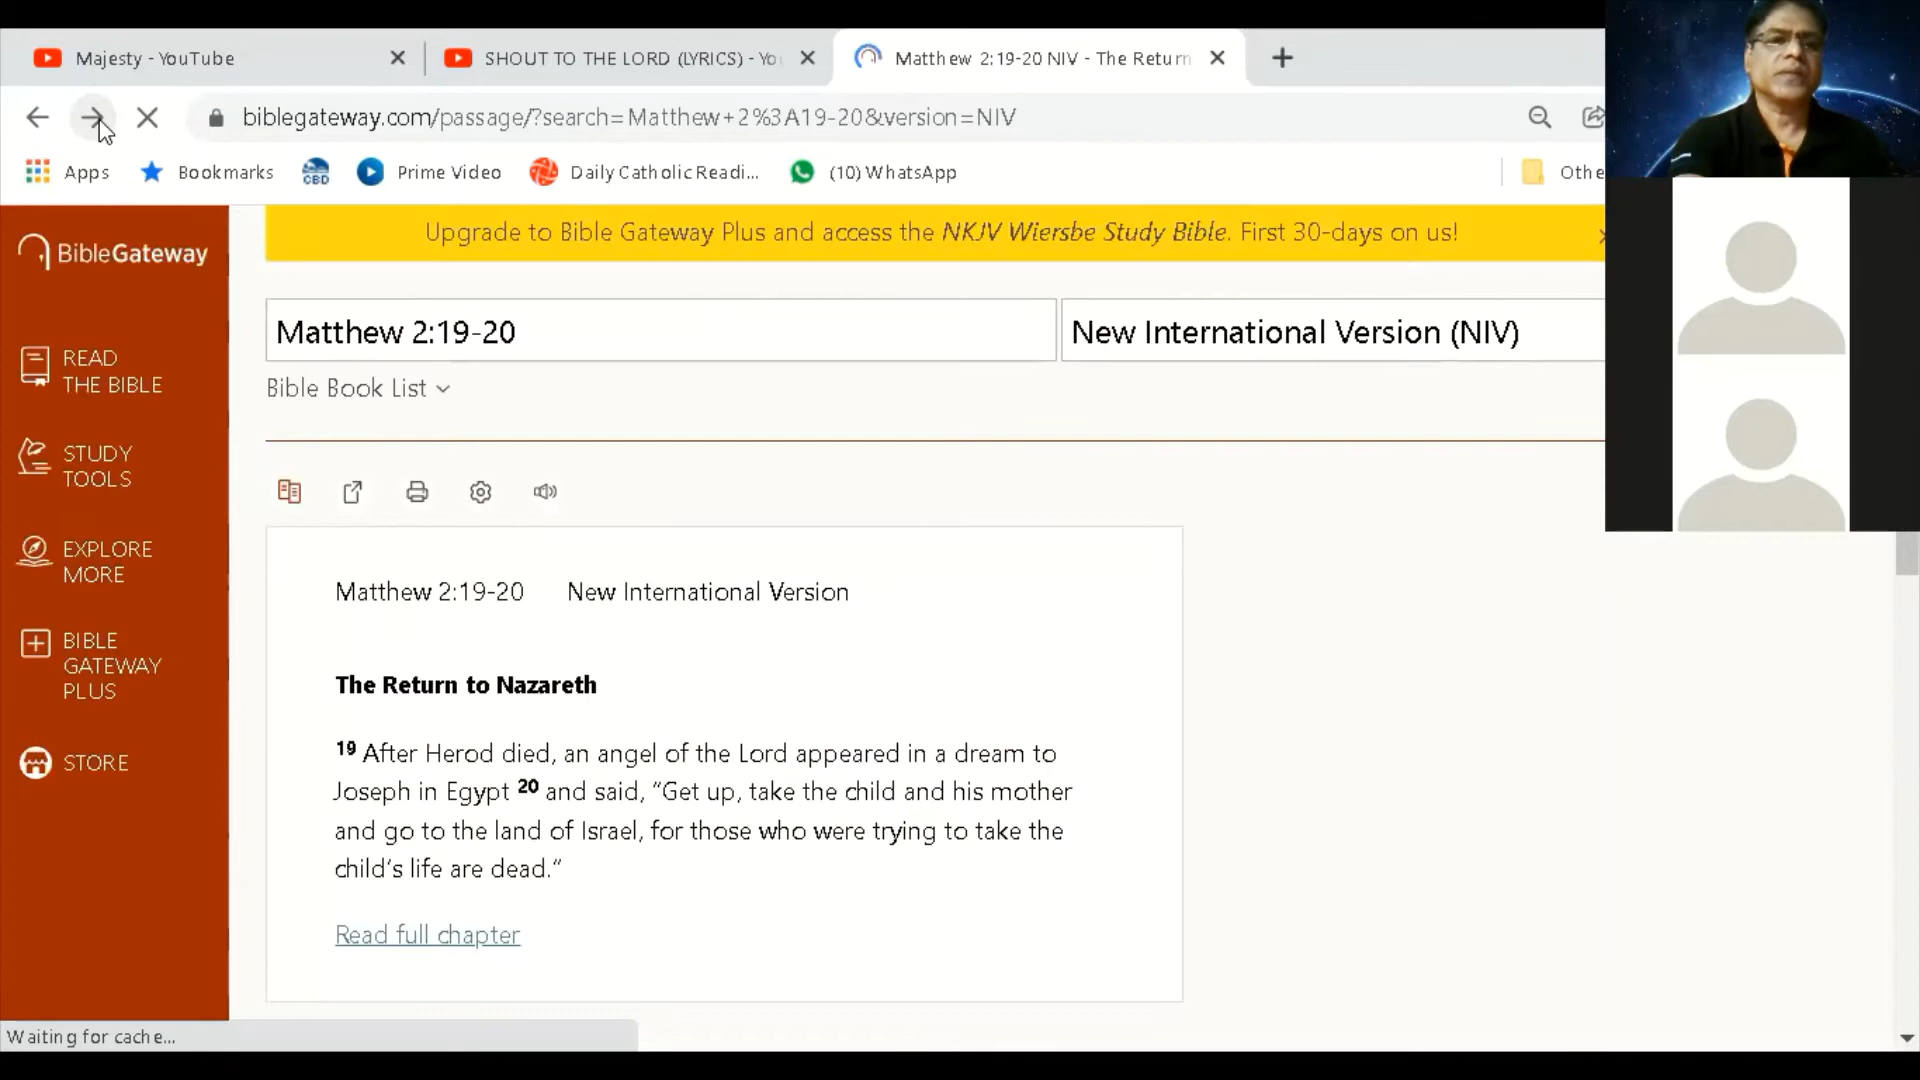 Majesty - YouTube
SHOUT TO THE LORD (LYRICS) - Yo
Matthew 2:19-20 NIV - The Return
biblegateway.com/passage/?search=Matthew+2%3A19-20&version=NIV
Apps
Bookmarks
CBD
Prime Video
Daily Catholic Readi...
(10) WhatsApp
Othe
BibleGateway
READ
THE BIBLE
STUDY
TOOLS
EXPLORE
MORE
BIBLE
GATEWAY
PLUS
STORE
Upgrade to Bible Gateway Plus and access the NKJV Wiersbe Study Bible. First 30-days on us!
Matthew 2:19-20
New International Version (NIV)
Bible Book List
Matthew 2:19-20 New International Version
The Return to Nazareth
19 After Herod died, an angel of the Lord appeared in a dream to
Joseph in Egypt 20 and said, “Get up, take the child and his mother
and go to the land of Israel, for those who were trying to take the
child’s life are dead.”
Read full chapter
Waiting for cache...